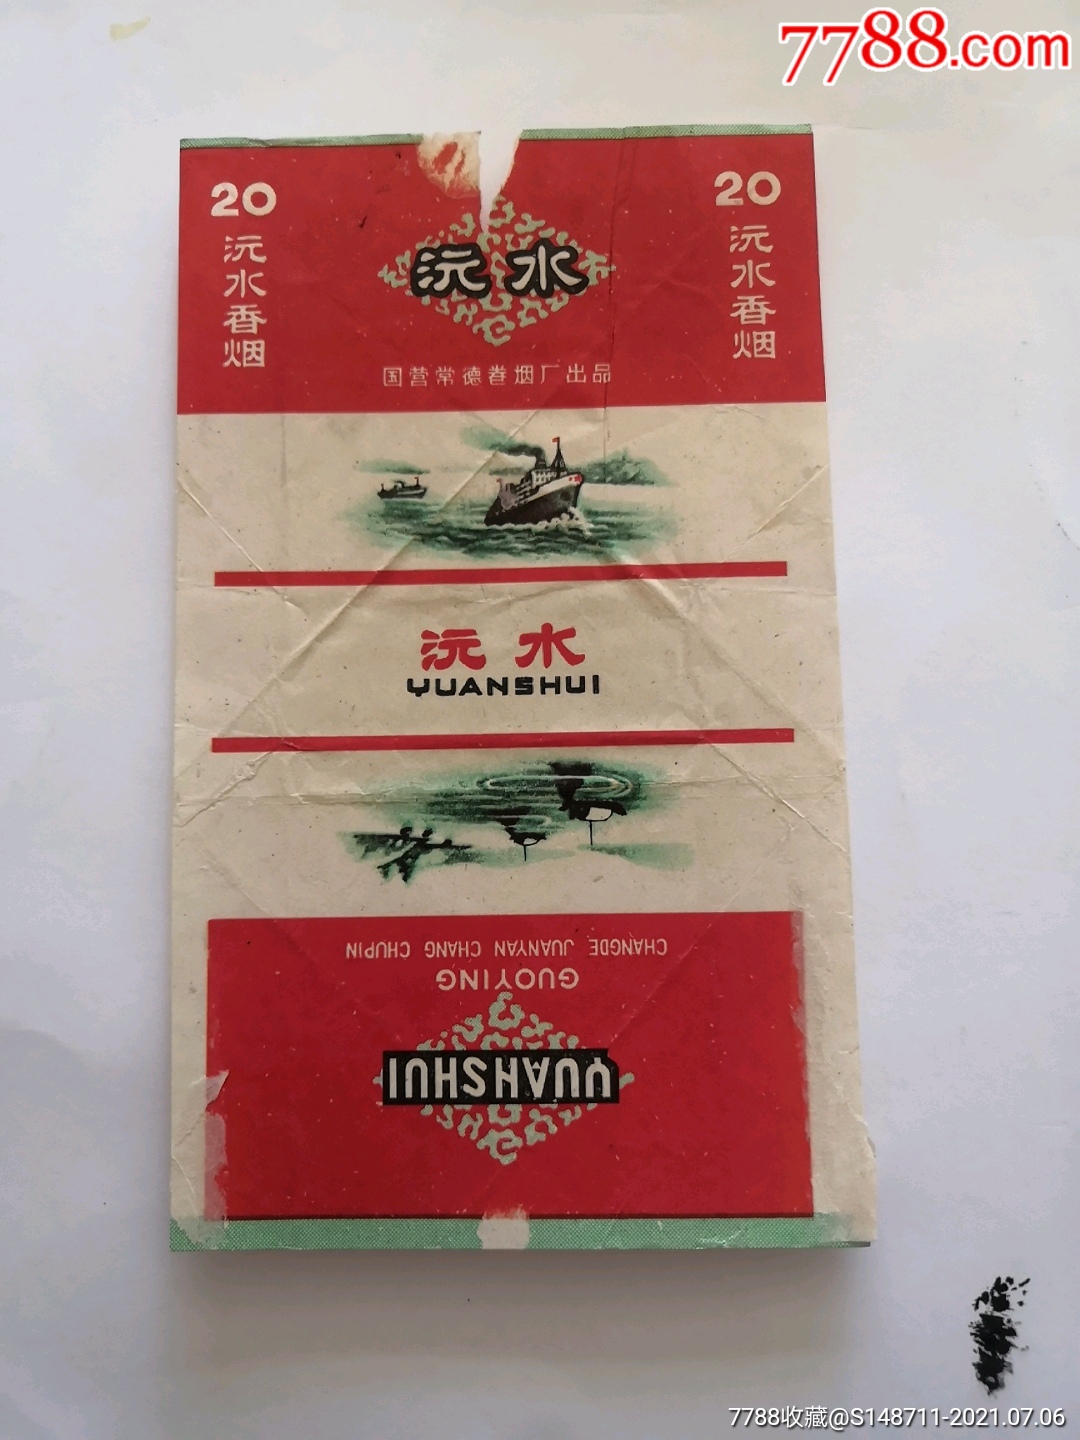 7788.com
20
沅水香烟
沅水
20
沅水香烟
国营常德卷烟厂出品
沅水
YUANSHUI
YUANSHUI
GUOYING
CHANGDE JUANYAN CHANG CHUPIN
7788收藏@S148711-2021.07.06